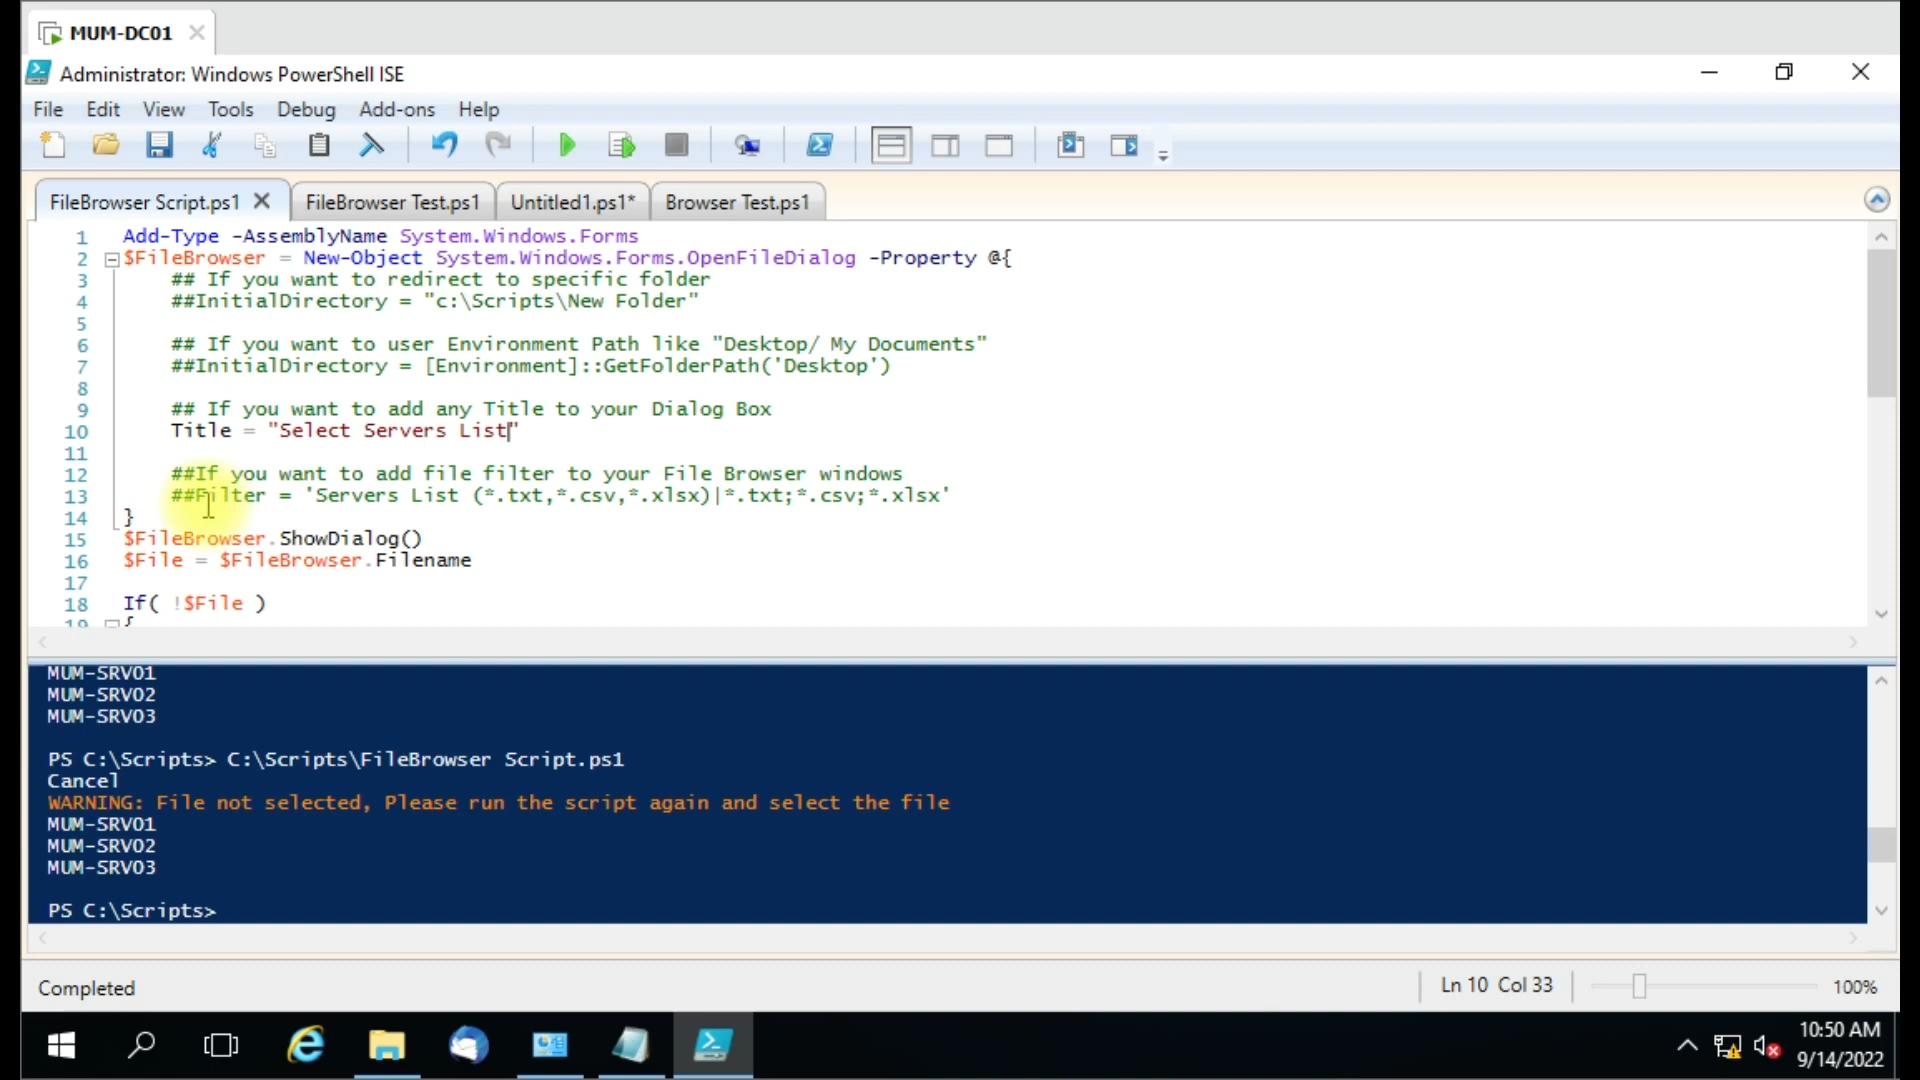 MUM-DC01
Administrator: Windows PowerShell ISE
File Edit View Tools Debug Add-ons Help
FileBrowser Script.ps1 FileBrowser Test.ps1 Untitled1.ps1* Browser Test.ps1
1 Add-Type -AssemblyName System.Windows.Forms
2 $FileBrowser = New-Object System.Windows.Forms.OpenFileDialog -Property @{
3 ## If you want to redirect to specific folder
4 ##InitialDirectory = "c:\Scripts\New Folder"
5
6 ## If you want to user Environment Path like "Desktop/ My Documents"
7 ##InitialDirectory = [Environment]::GetFolderPath('Desktop')
8
9 ## If you want to add any Title to your Dialog Box
10 Title = "Select Servers List"
11
12 ##If you want to add file filter to your File Browser windows
13 ##Filter = 'Servers List (*.txt,*.csv,*.xlsx)|*.txt;*.csv;*.xlsx'
14 }
15 $FileBrowser.ShowDialog()
16 $File = $FileBrowser.Filename
17
18 If( !$File )
19 {
MUM-SRV01
MUM-SRV02
MUM-SRV03
PS C:\Scripts> C:\Scripts\FileBrowser Script.ps1
Cancel
WARNING: File not selected, Please run the script again and select the file
MUM-SRV01
MUM-SRV02
MUM-SRV03
PS C:\Scripts>
Completed Ln 10 Col 33 100%
10:50 AM
9/14/2022